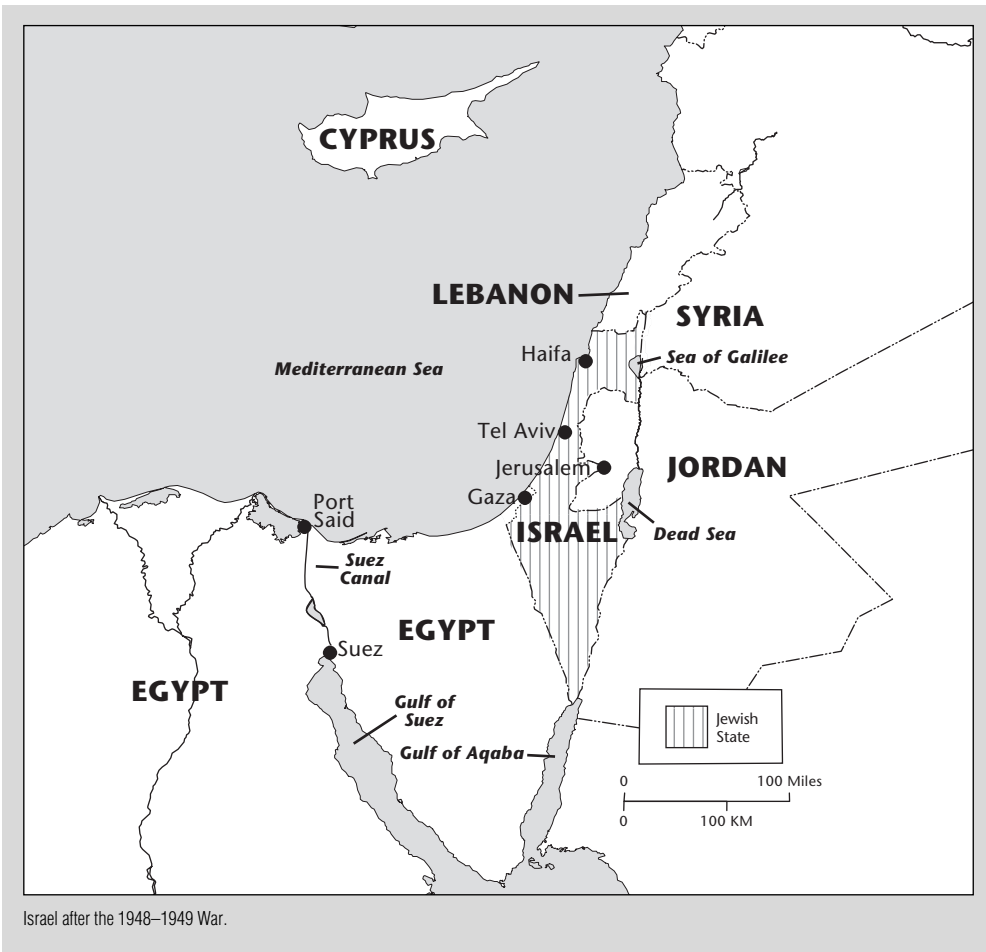 CYPRUS
LEBANON
SYRIA
Haifa
Sea of Galilee
Mediterranean Sea
Tel Aviv
Jerusalem
JORDAN
Gaza
Port
Said
ISRAEL
Dead Sea
Suez
Canal
EGYPT
Suez
EGYPT
Gulf of
Suez
Gulf of Aqaba
Jewish
State
0 100 Miles
0 100 KM
Israel after the 1948–1949 War.